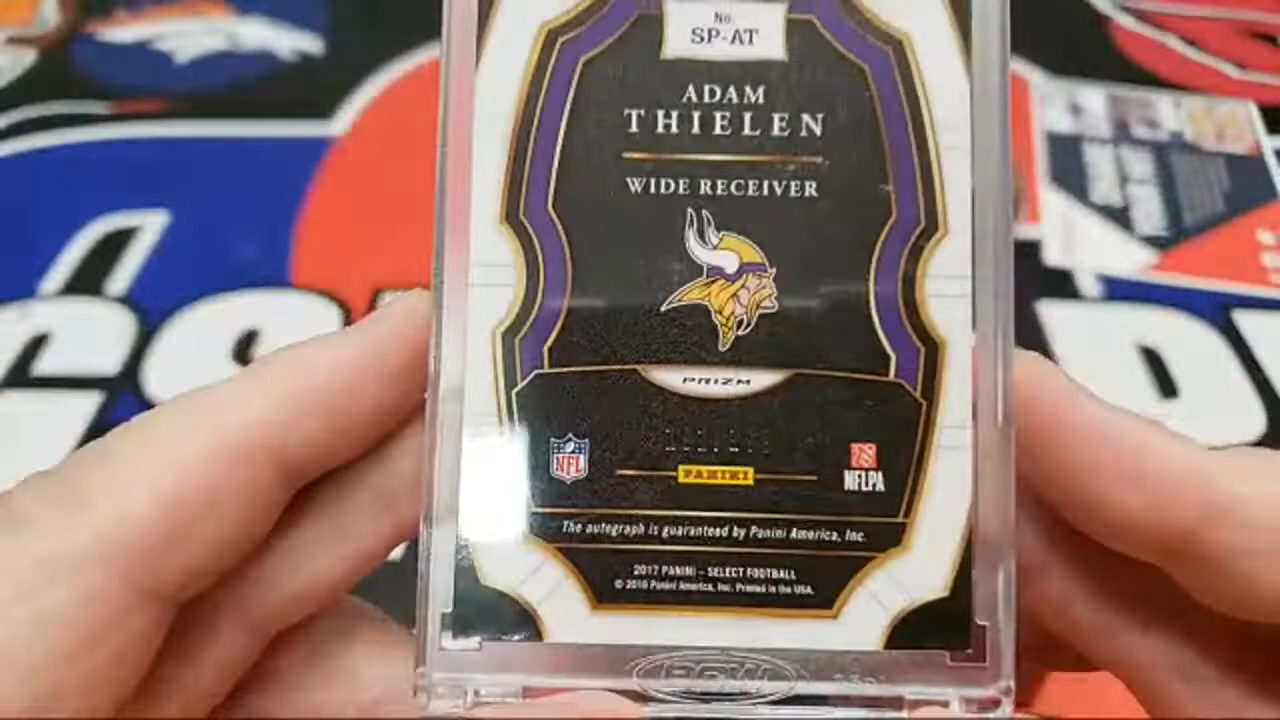 No.
SP-AT
ADAM
THIELEN
WIDE RECEIVER
PRIZM
NFL
PANINI
NFLPA
The autograph is guaranteed by Panini America, Inc.
2017 PANINI – SELECT FOOTBALL
© 2018 Panini America, Inc. Printed in the USA.